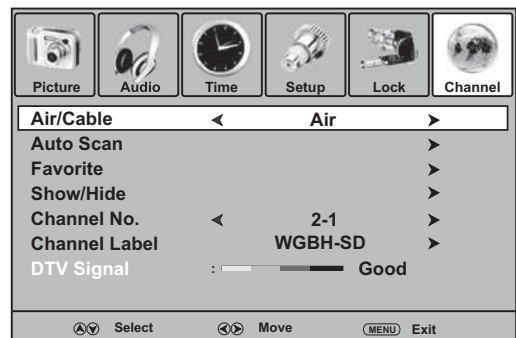 Picture Audio Time Setup Lock Channel
Air/Cable Air
Auto Scan
Favorite
Show/Hide
Channel No. 2-1
Channel Label WGBH-SD
DTV Signal : Good
Select Move MENU Exit